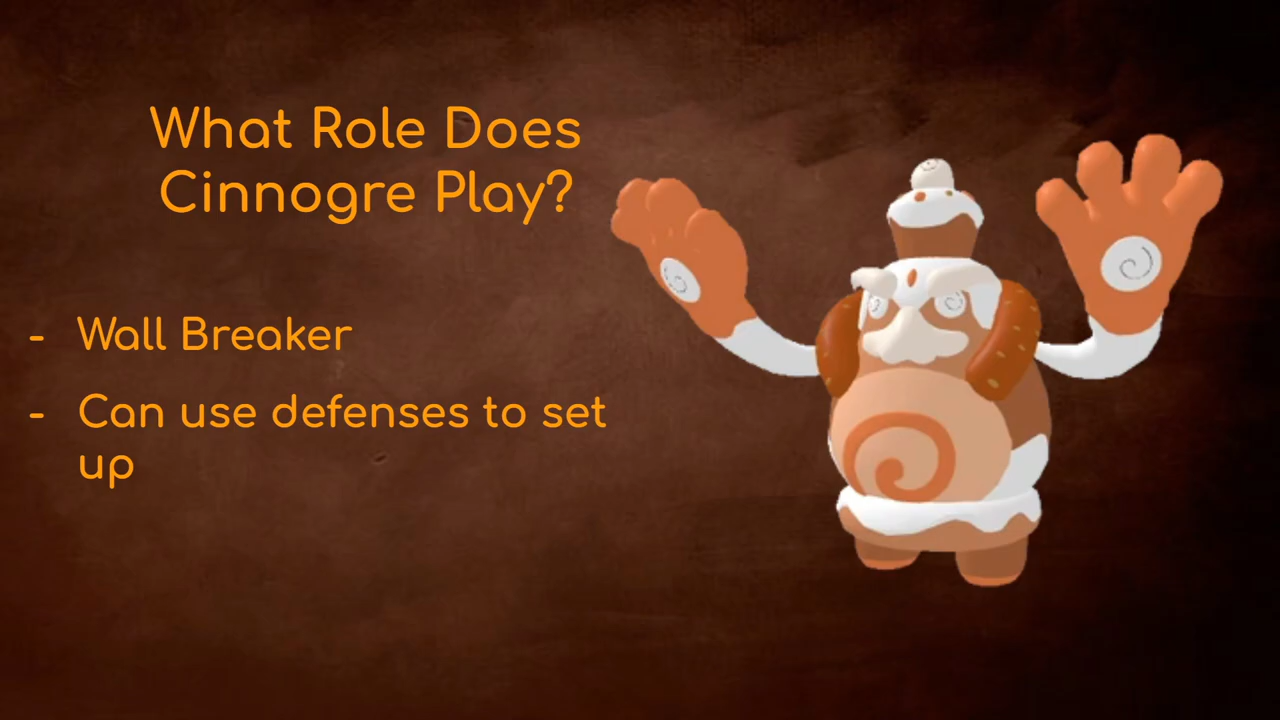 What Role Does
Cinnogre Play?
- Wall Breaker
- Can use defenses to set
up